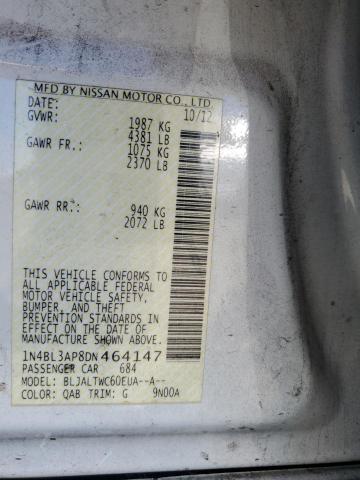 MFD BY NISSAN MOTOR CO., LTD.
DATE: 10/12
GVWR: 1987 KG
4381 LB
GAWR FR.: 1075 KG
2370 LB
GAWR RR.: 940 KG
2072 LB
THIS VEHICLE CONFORMS TO
ALL APPLICABLE FEDERAL
MOTOR VEHICLE SAFETY,
BUMPER, AND THEFT
PREVENTION STANDARDS
IN EFFECT ON THE DATE OF
MANUFACTURE SHOWN ABOVE.
1N4BL3AP8DN464147
PASSENGER CAR 684
MODEL: BLJALTWC60EUA--A--
COLOR: QAB TRIM: G 9N00A